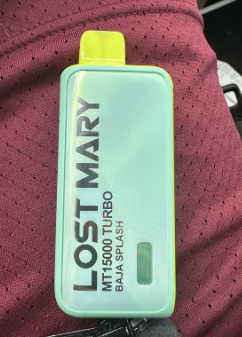 LOST MARY
MT15000 TURBO
BAJA SPLASH